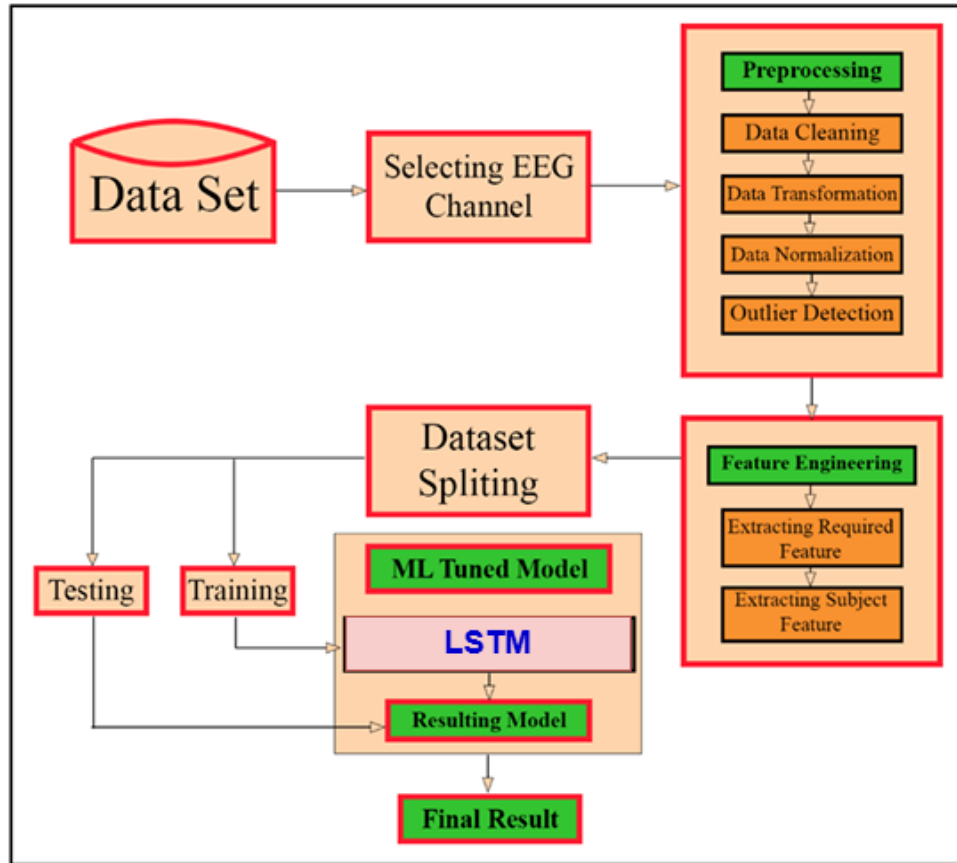 Data Set
Selecting EEG
Channel
Preprocessing
Data Cleaning
Data Transformation
Data Normalization
Outlier Detection
Feature Engineering
Extracting Required
Feature
Extracting Subject
Feature
Dataset
Spliting
Testing
Training
ML Tuned Model
LSTM
Resulting Model
Final Result